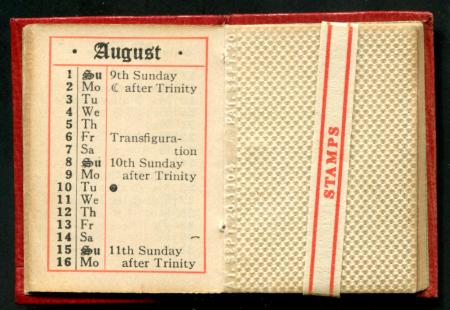 August
1 Su 9th Sunday
2 Mo ☾ after Trinity
3 Tu
4 We
5 Th
6 Fr Transfigura-
7 Sa tion
8 Su 10th Sunday
9 Mo after Trinity
10 Tu
11 We
12 Th
13 Fr
14 Sa
15 Su 11th Sunday
16 Mo after Trinity
STAMPS